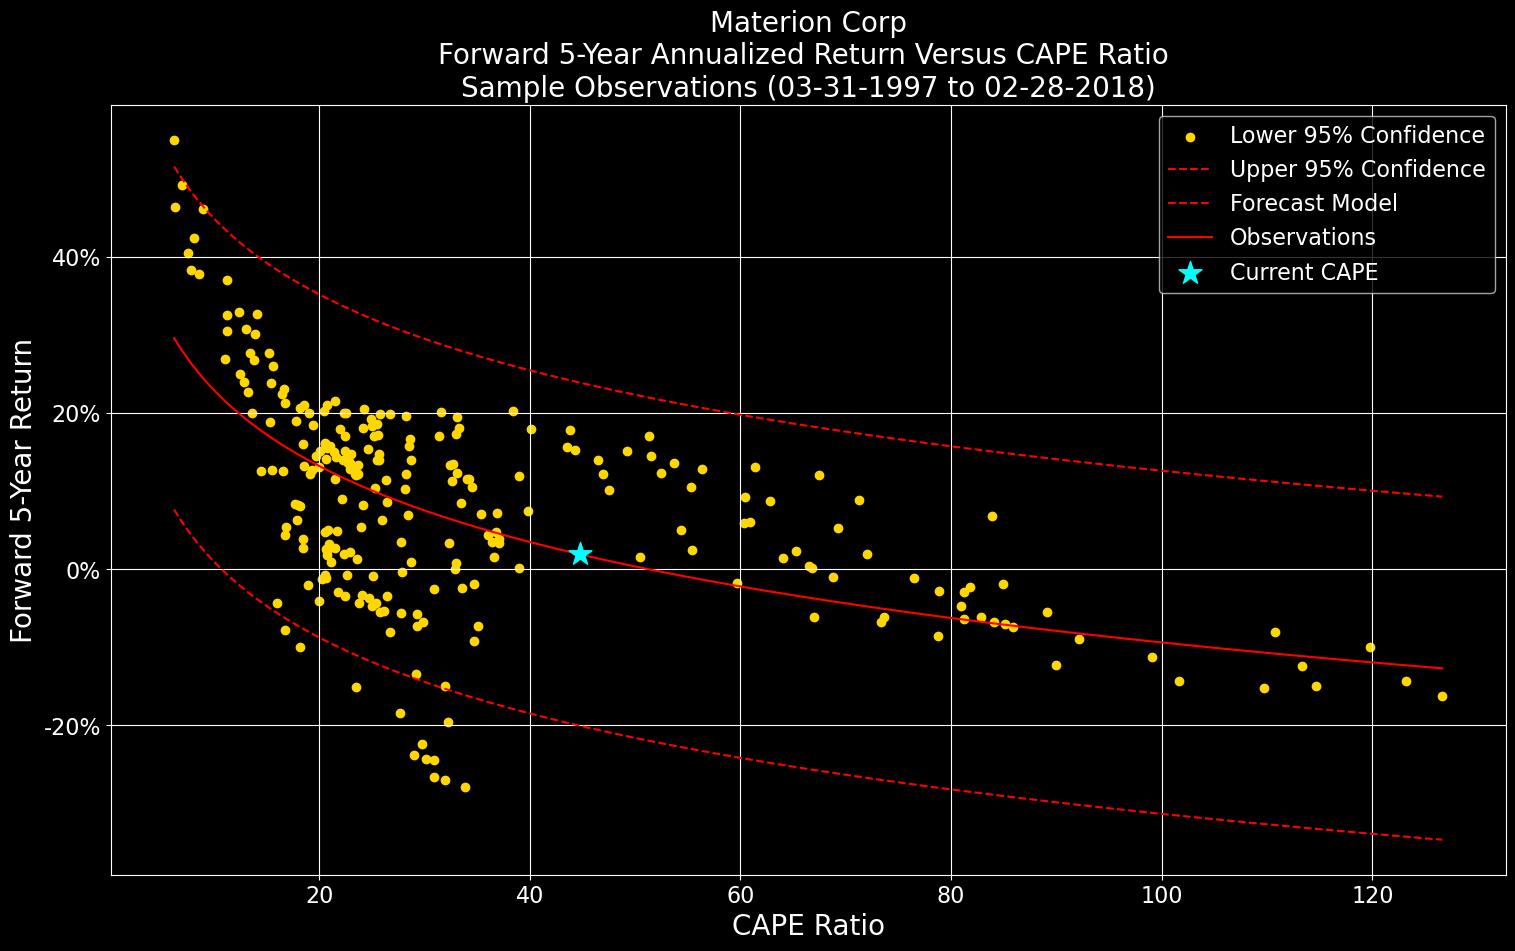 Materion Corp
Forward 5-Year Annualized Return Versus CAPE Ratio
Sample Observations (03-31-1997 to 02-28-2018)
Lower 95% Confidence
Upper 95% Confidence
Forecast Model
Observations
Current CAPE
Forward 5-Year Return
40%
20%
0%
-20%
20
40
60
80
100
120
CAPE Ratio